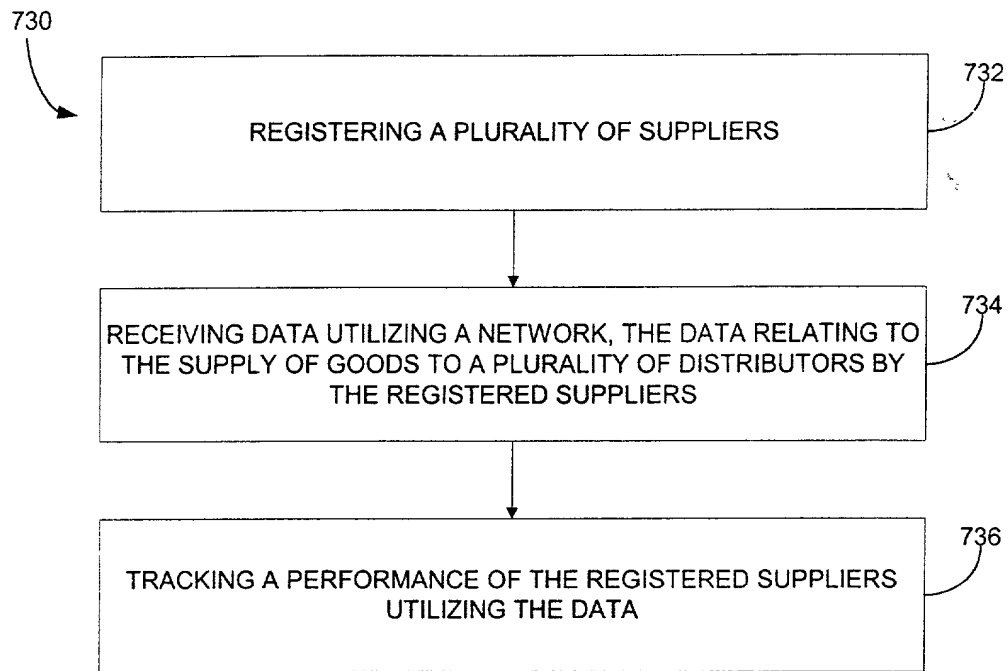 730
732
REGISTERING A PLURALITY OF SUPPLIERS
734
RECEIVING DATA UTILIZING A NETWORK, THE DATA RELATING TO
THE SUPPLY OF GOODS TO A PLURALITY OF DISTRIBUTORS BY
THE REGISTERED SUPPLIERS
736
TRACKING A PERFORMANCE OF THE REGISTERED SUPPLIERS
UTILIZING THE DATA